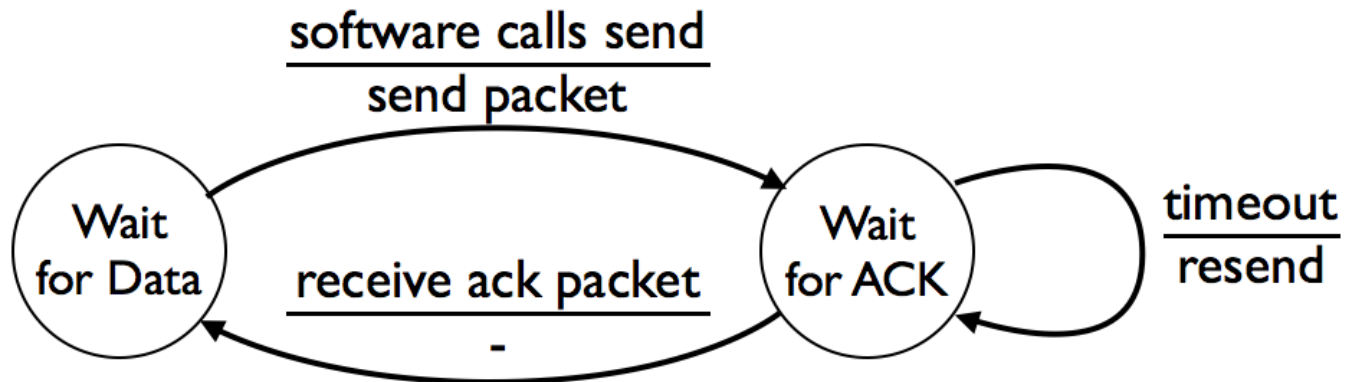 software calls send
send packet
Wait
for Data
receive ack packet
-
Wait
for ACK
timeout
resend